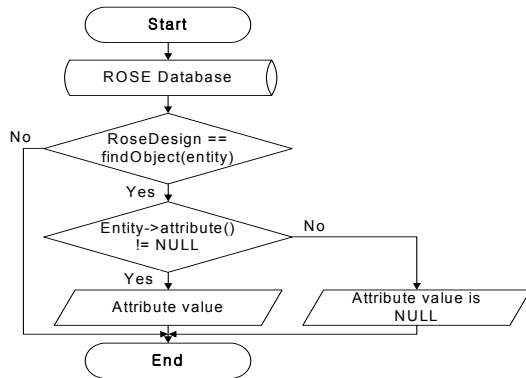 Start
ROSE Database
No
RoseDesign ==
findObject(entity)
Yes
Entity->attribute()
!= NULL
No
Yes
Attribute value
Attribute value is
NULL
End